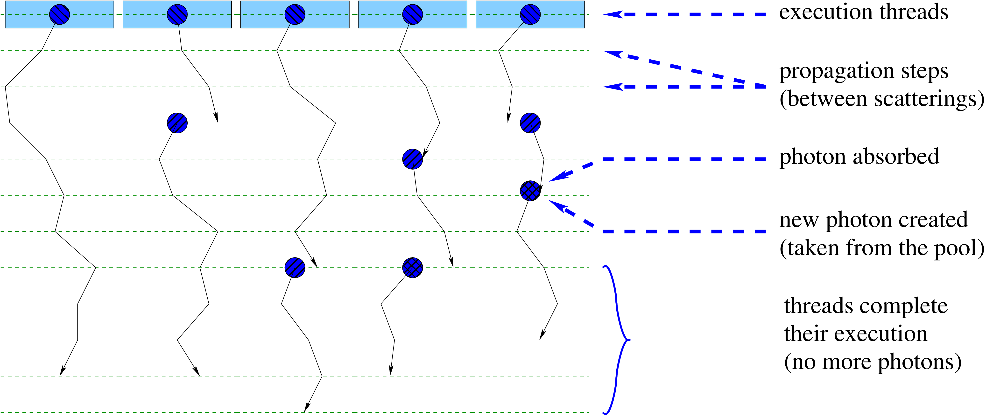 execution threads
propagation steps
(between scatterings)
photon absorbed
new photon created
(taken from the pool)
threads complete
their execution
(no more photons)